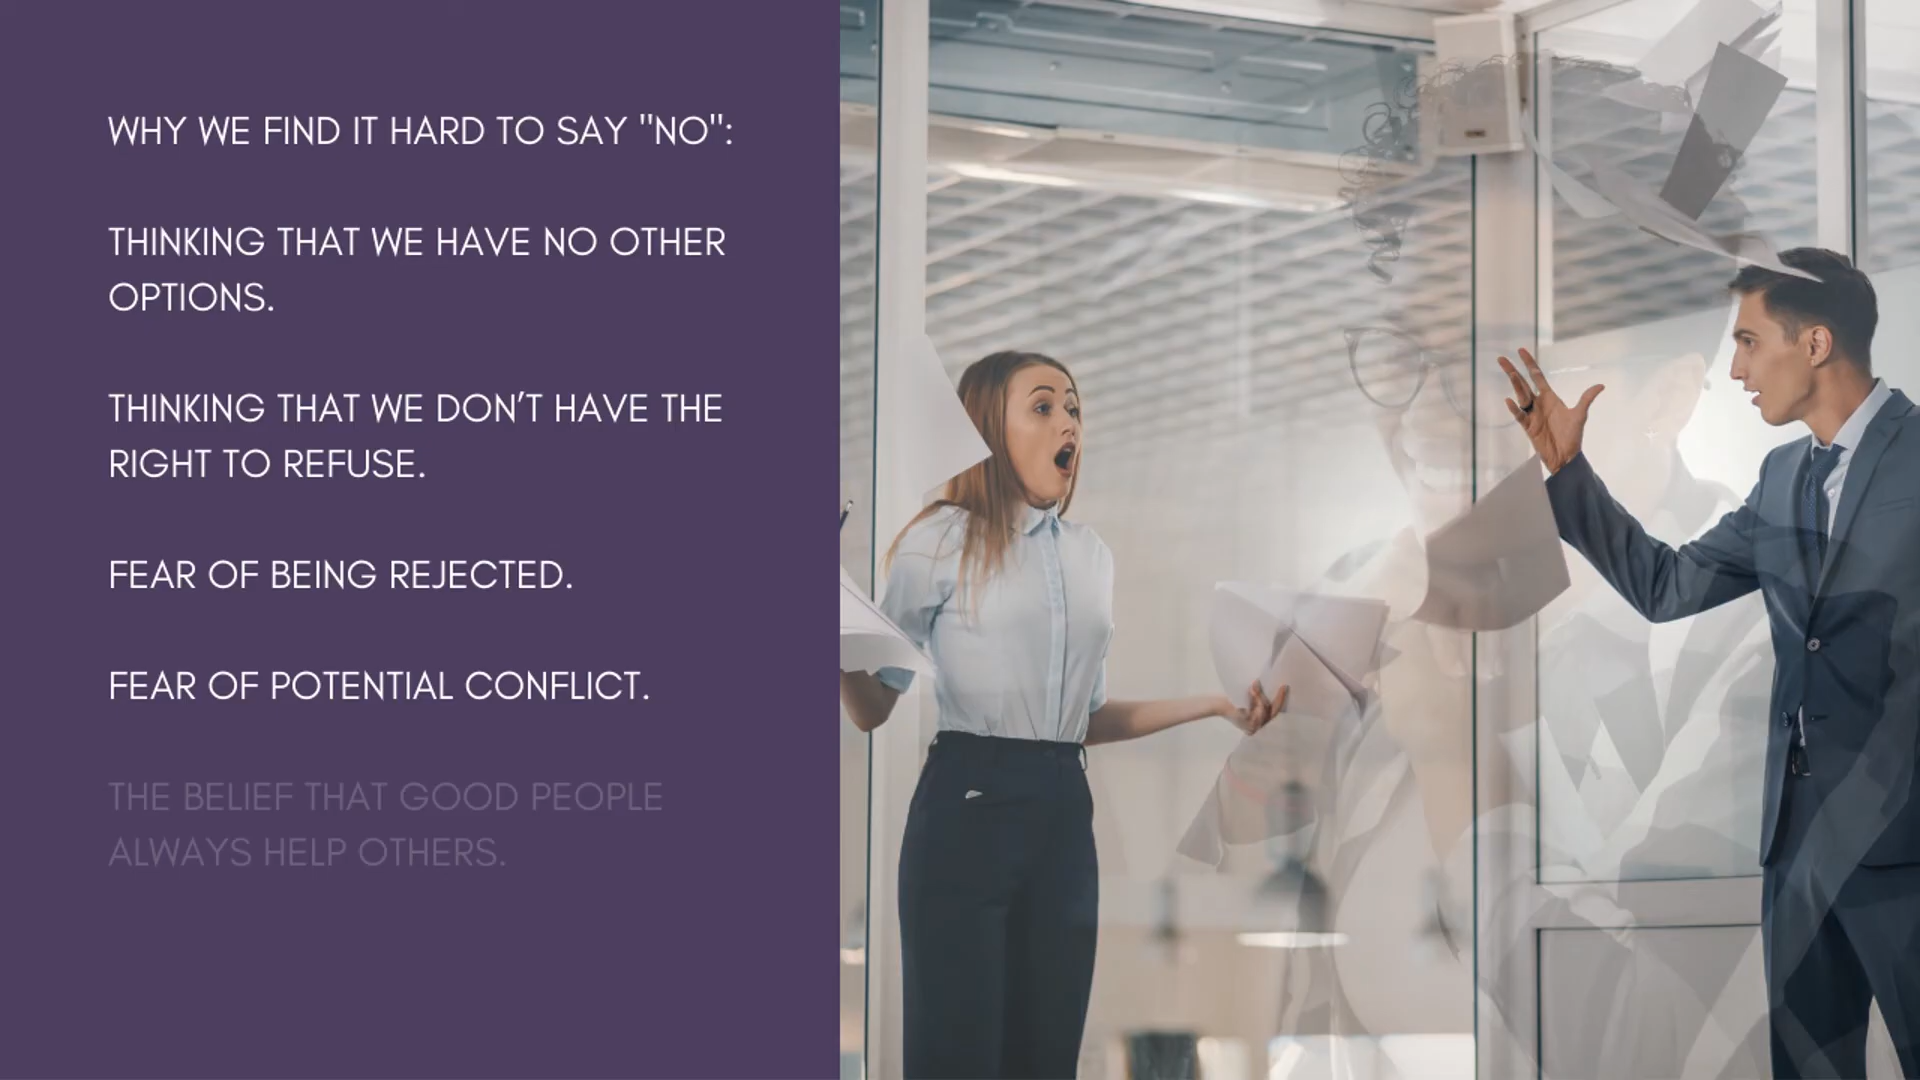 WHY WE FIND IT HARD TO SAY "NO":
THINKING THAT WE HAVE NO OTHER
OPTIONS.
THINKING THAT WE DON’T HAVE THE
RIGHT TO REFUSE.
FEAR OF BEING REJECTED.
FEAR OF POTENTIAL CONFLICT.
THE BELIEF THAT GOOD PEOPLE
ALWAYS HELP OTHERS.